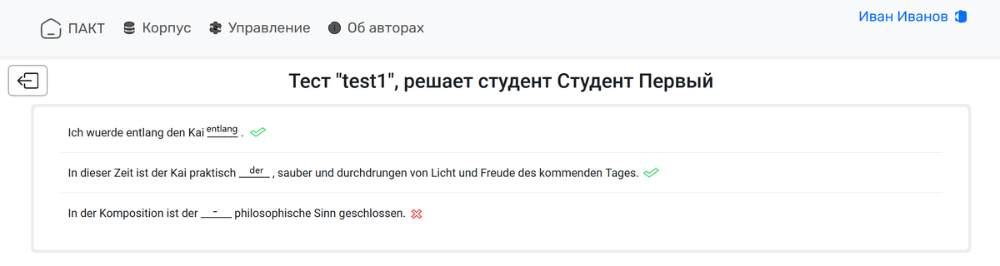 ПАКТ Корпус Управление Об авторах Иван Иванов
Тест "test1", решает студент Студент Первый
Ich wuerde entlang den Kai entlang .
In dieser Zeit ist der Kai praktisch der , sauber und durchdrungen von Licht und Freude des kommenden Tages.
In der Komposition ist der - philosophische Sinn geschlossen.